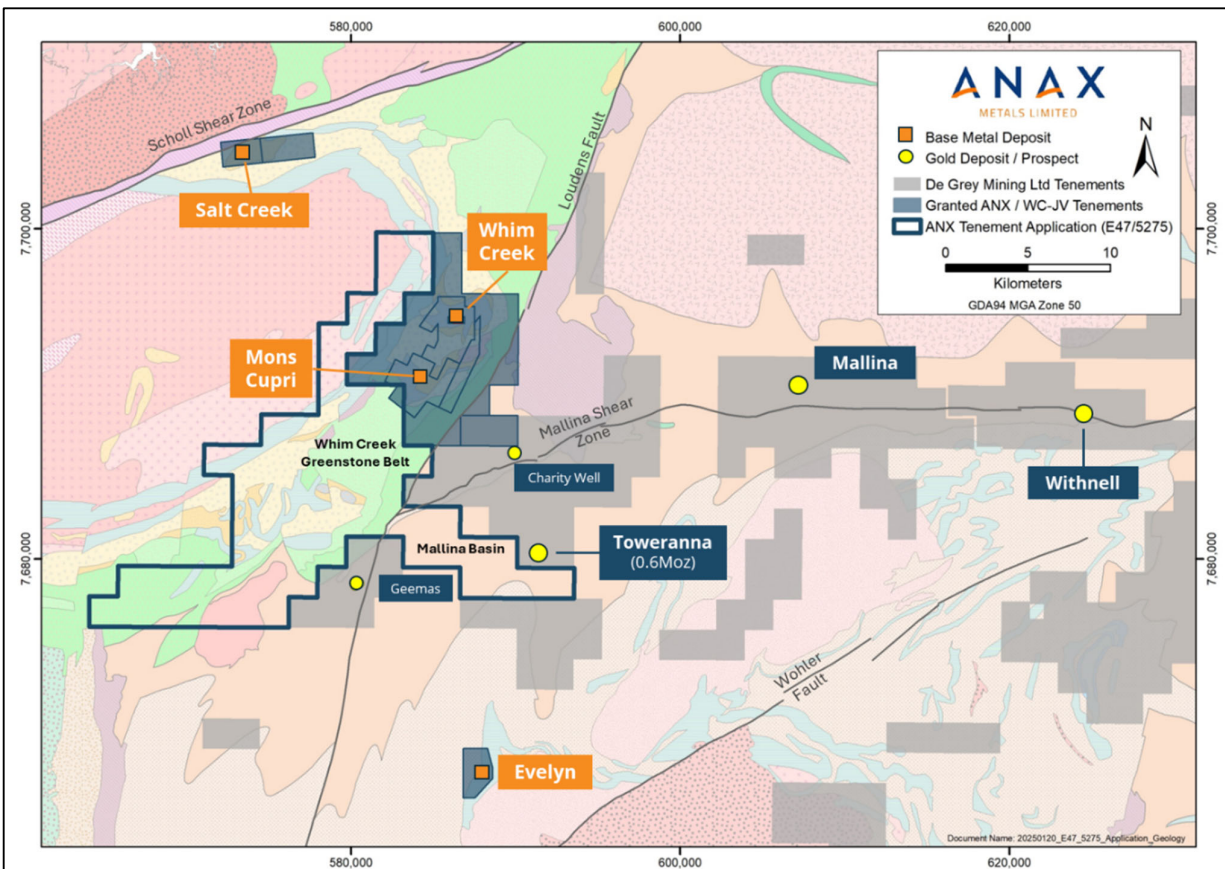 580,000
600,000
620,000
ANAX
METALS LIMITED
Base Metal Deposit
Gold Deposit / Prospect
De Grey Mining Ltd Tenements
Granted ANX / WC-JV Tenements
ANX Tenement Application (E47/5275)
N
0 5 10
Kilometers
GDA94 MGA Zone 50
Scholl Shear Zone
Loudens Fault
Salt Creek
7,700,000
7,700,000
Whim
Creek
Mons
Cupri
Mallina
Mallina Shear
Zone
Whim Creek
Greenstone Belt
Charity Well
Withnell
Toweranna
(0.6Moz)
Mallina Basin
7,680,000
7,680,000
Geemas
Wohler
Fault
Evelyn
Document Name: 20250120_E47_5275_Application_Geology
580,000
600,000
620,000